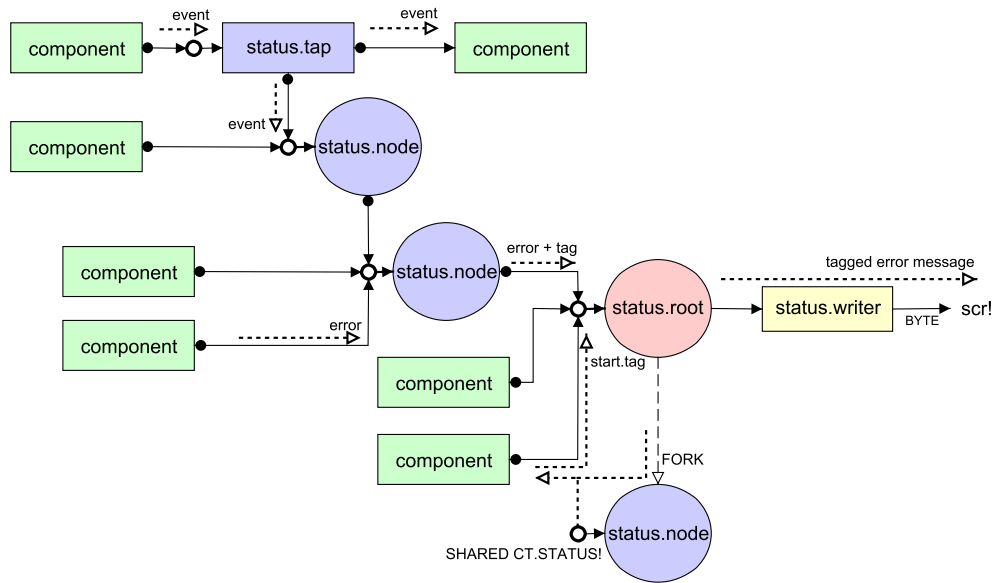 event
event
component
status.tap
component
event
component
status.node
component
status.node
error + tag
tagged error message
status.root
status.writer
BYTE
scr!
error
component
start.tag
component
component
FORK
status.node
SHARED CT.STATUS!